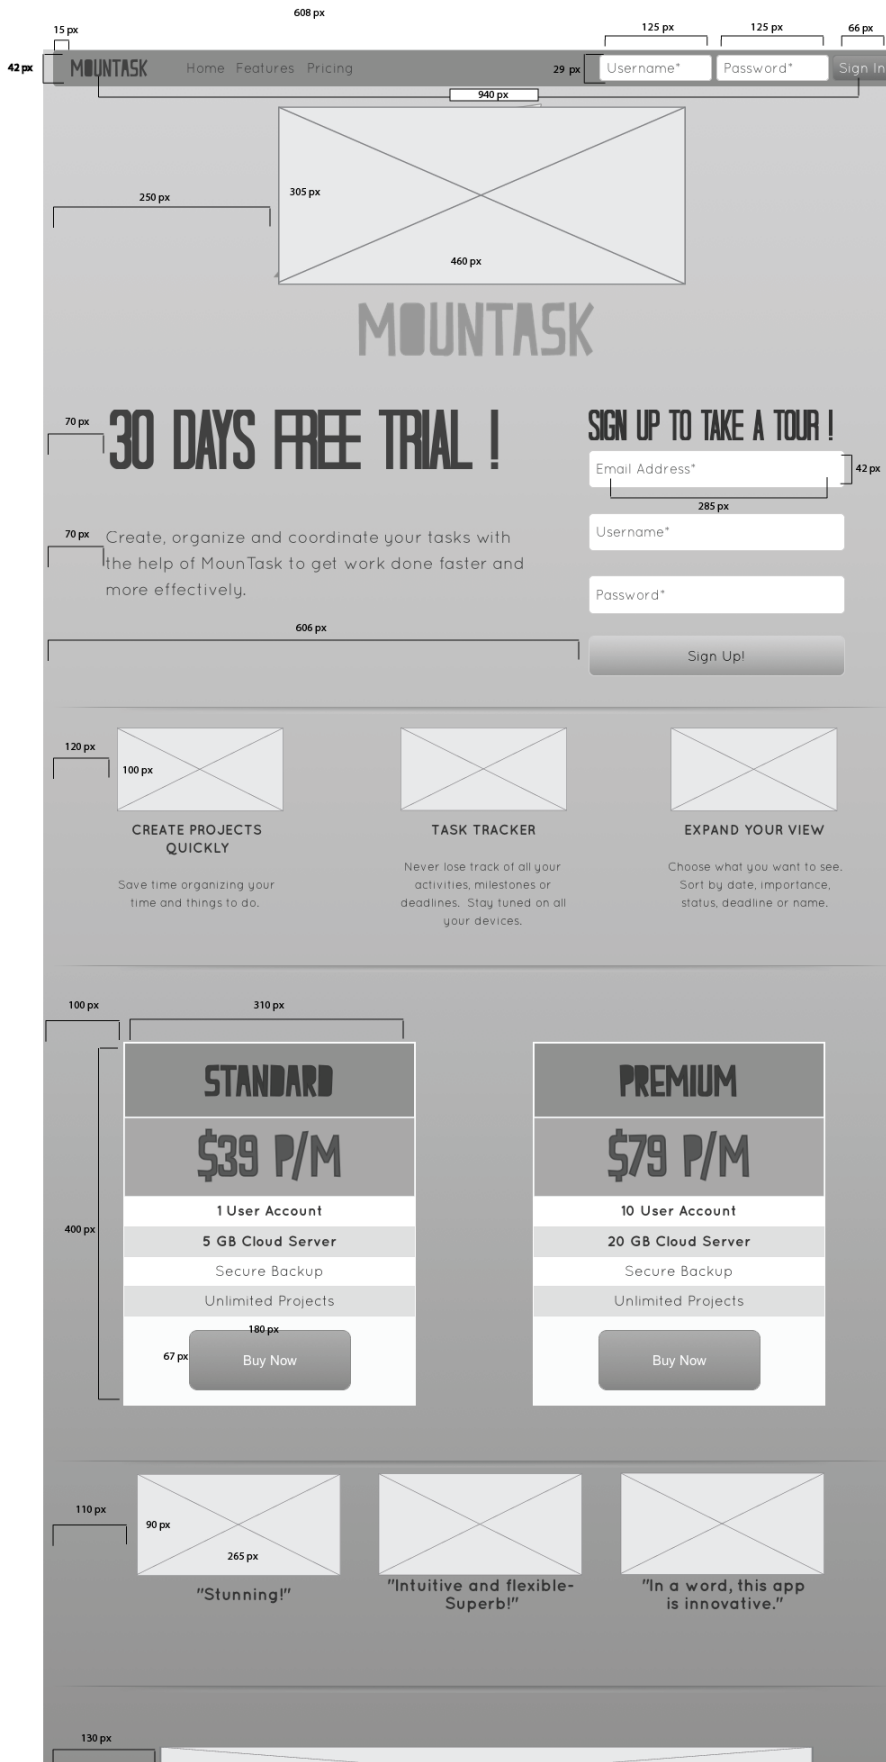 608 px
15 px
125 px
125 px
66 px
42 px
MOUNTASK
Home Features Pricing
29 px
Username*
Password*
Sign In
940 px
305 px
250 px
460 px
MOUNTASK
70 px
30 DAYS FREE TRIAL !
SIGN UP TO TAKE A TOUR !
Email Address*
42 px
285 px
70 px
Create, organize and coordinate your tasks with
the help of MounTask to get work done faster and
more effectively.
Username*
Password*
606 px
Sign Up!
120 px
100 px
CREATE PROJECTS
QUICKLY
Save time organizing your
time and things to do.
TASK TRACKER
Never lose track of all your
activities, milestones or
deadlines. Stay tuned on all
your devices.
EXPAND YOUR VIEW
Choose what you want to see.
Sort by date, importance,
status, deadline or name.
100 px
310 px
400 px
STANDARD
$39 P/M
1 User Account
5 GB Cloud Server
Secure Backup
Unlimited Projects
180 px
67 px
Buy Now
PREMIUM
$79 P/M
10 User Account
20 GB Cloud Server
Secure Backup
Unlimited Projects
Buy Now
110 px
90 px
265 px
"Stunning!"
"Intuitive and flexible-
Superb!"
"In a word, this app
is innovative."
130 px